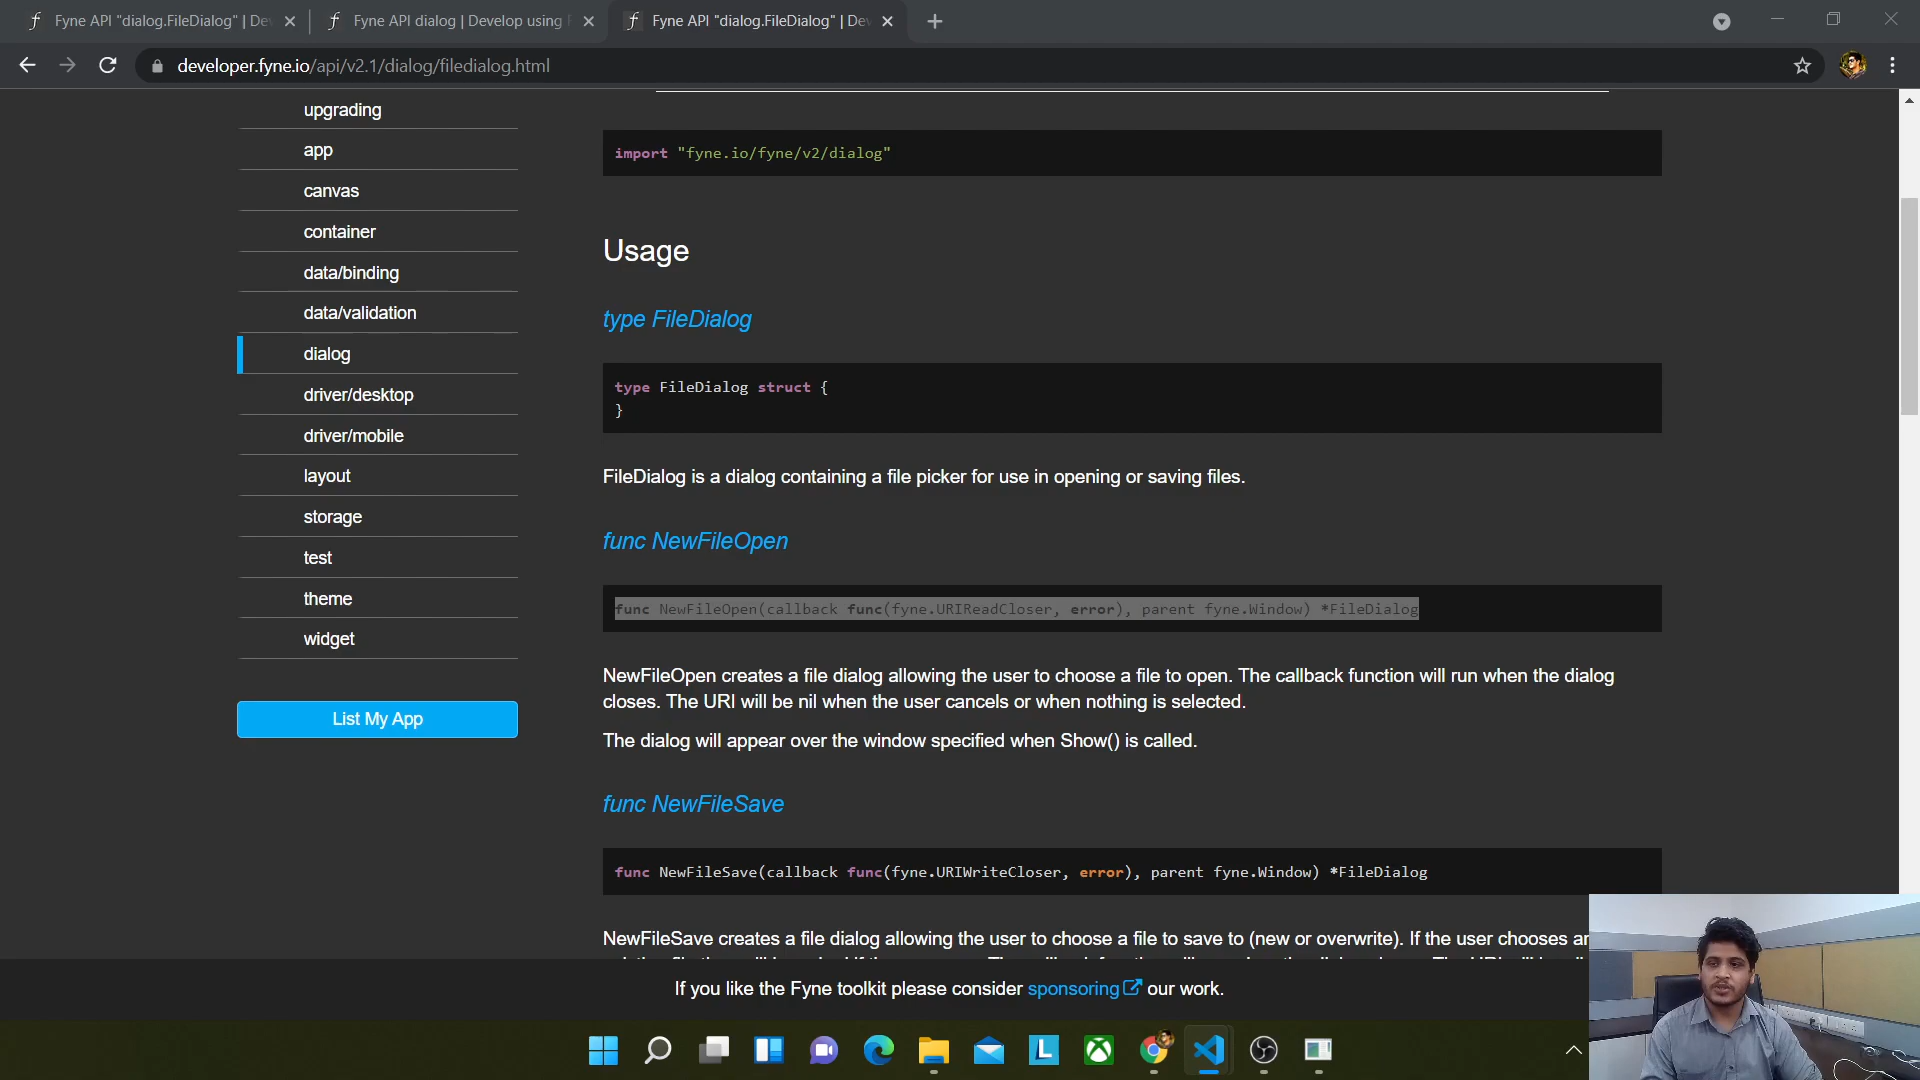 Fyne API "dialog.FileDialog" | De
Fyne API dialog | Develop using
Fyne API "dialog.FileDialog" | De
developer.fyne.io/api/v2.1/dialog/filedialog.html
upgrading
app
canvas
container
data/binding
data/validation
dialog
driver/desktop
driver/mobile
layout
storage
test
theme
widget
List My App
import "fyne.io/fyne/v2/dialog"
Usage
type FileDialog
type FileDialog struct {
}
FileDialog is a dialog containing a file picker for use in opening or saving files.
func NewFileOpen
func NewFileOpen(callback func(fyne.URIReadCloser, error), parent fyne.Window) *FileDialog
NewFileOpen creates a file dialog allowing the user to choose a file to open. The callback function will run when the dialog
closes. The URI will be nil when the user cancels or when nothing is selected.
The dialog will appear over the window specified when Show() is called.
func NewFileSave
func NewFileSave(callback func(fyne.URIWriteCloser, error), parent fyne.Window) *FileDialog
NewFileSave creates a file dialog allowing the user to choose a file to save to (new or overwrite). If the user chooses an
If you like the Fyne toolkit please consider sponsoring our work.